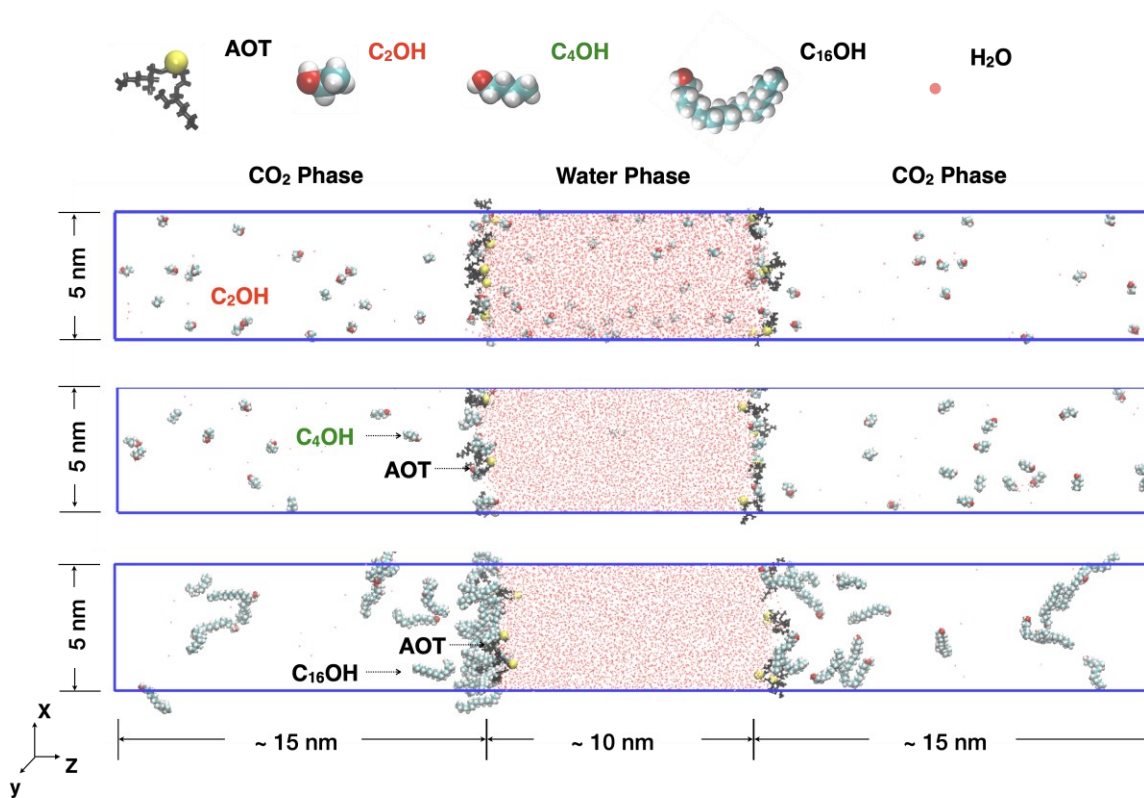 AOT
C₂OH
C₄OH
C₁₆OH
H₂O
CO₂ Phase
Water Phase
CO₂ Phase
5 nm
C₂OH
5 nm
C₄OH
AOT
5 nm
AOT
C₁₆OH
X
Z
y
~ 15 nm
~ 10 nm
~ 15 nm